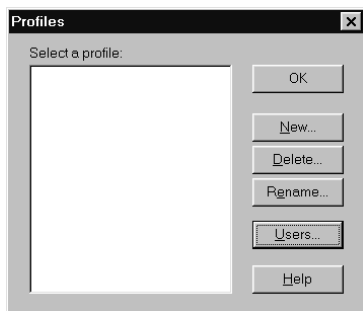 Profiles
Select a profile:
OK
New...
Delete...
Rename...
Users...
Help